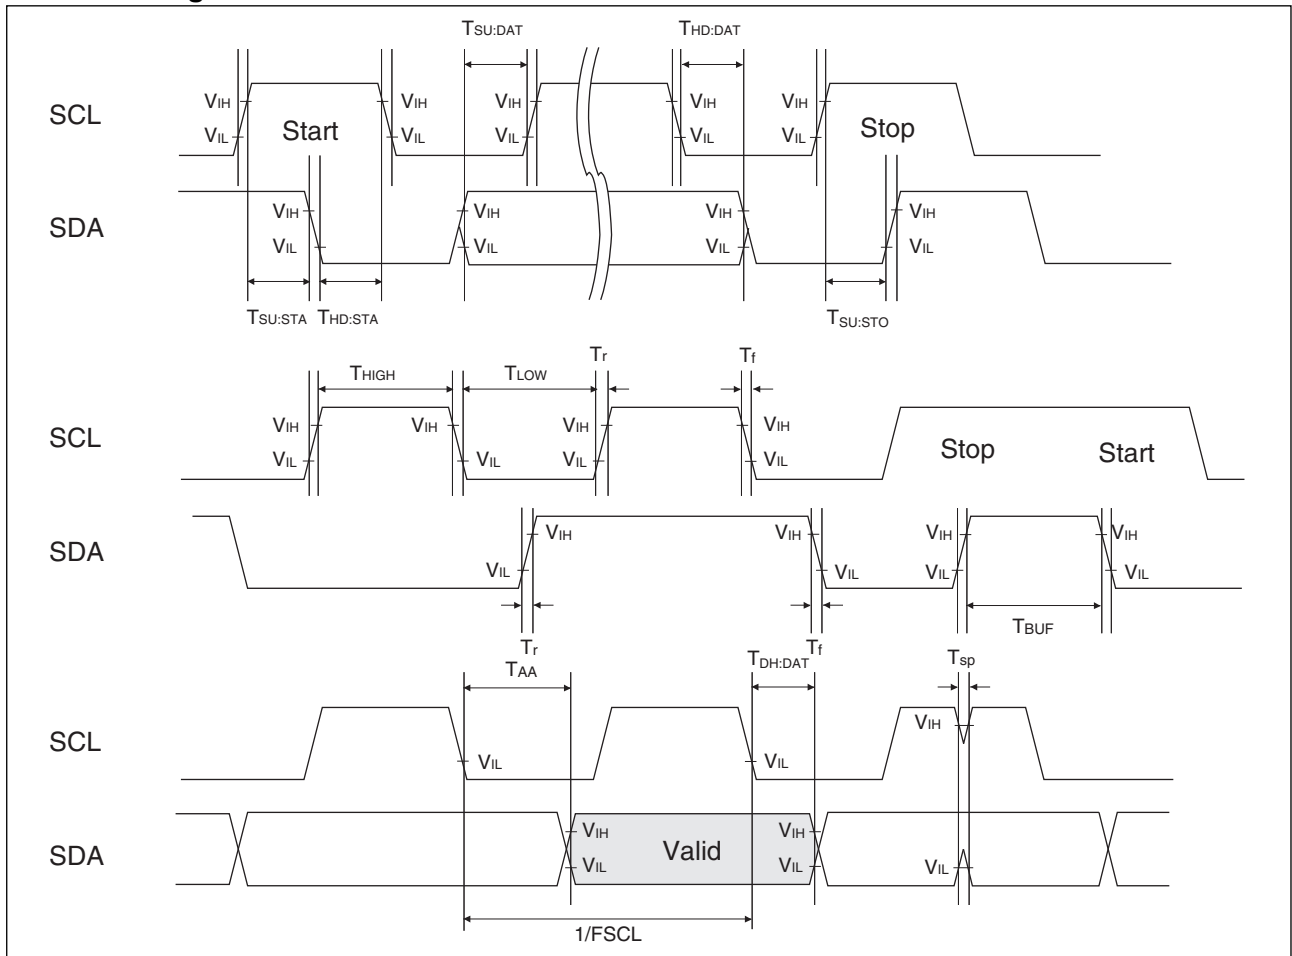 TSU:DAT THD:DAT
SCL VIH VIH VIH VIH VIH
VIL Start VIL VIL VIL VIL Stop
SDA VIH VIH VIH VIH
VIL VIL VIL VIL
TSU:STA THD:STA TSU:STO
Tr Tf
THIGH TLOW
SCL VIH VIH VIH VIH
VIL VIL VIL VIL Stop Start
SDA VIH VIH VIH VIH
VIL VIL VIL VIL
TBUF
Tr Tf
TAA TDH:DAT Tsp
SCL VIH
VIL VIL
SDA VIH Valid VIH
VIL VIL VIL
1/FSCL